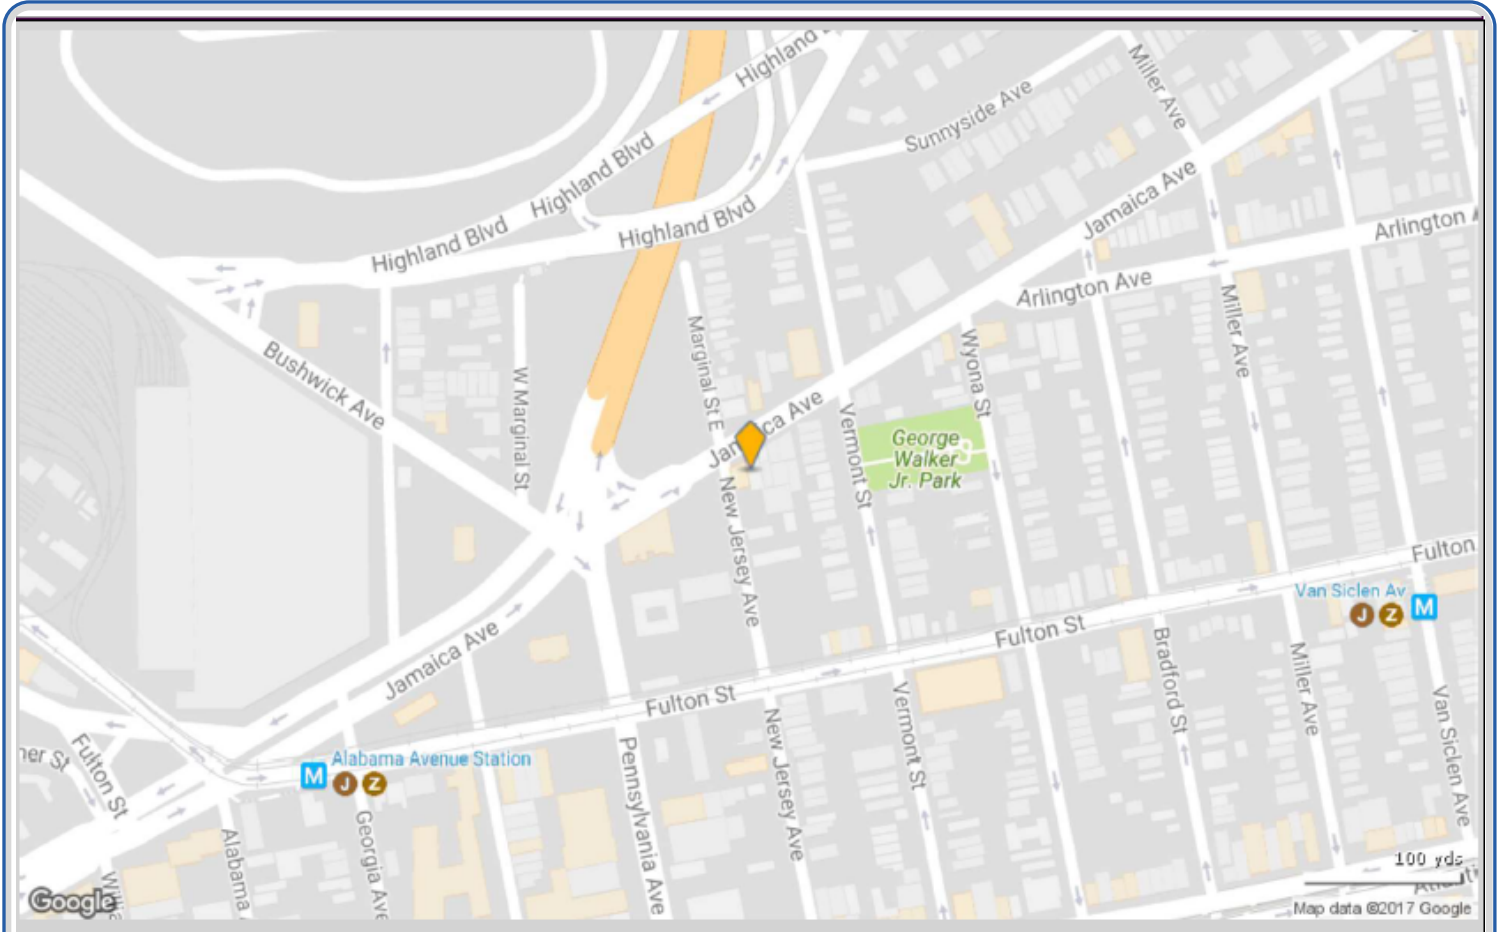 Highland
Miller Ave
Sunnyside Ave
Highland Blvd
Jamaica Ave
Highland Blvd
Highland Blvd
Arlington
Arlington Ave
Miller Ave
Marginal St E
Wyona St
Bushwick Ave
W Marginal St
Jamaica Ave
Vermont St
George
Walker
Jr. Park
New Jersey Ave
Fulton
Van Siclen Av
J Z M
Fulton St
Jamaica Ave
Bradford St
Miller Ave
Fulton St
Vermont St
Van Siclen Ave
New Jersey Ave
Pennsylvania Ave
Fulton St
Alabama Avenue Station
M J Z
Georgia Ave
Alabama
100 yds
Google
Map data ©2017 Google